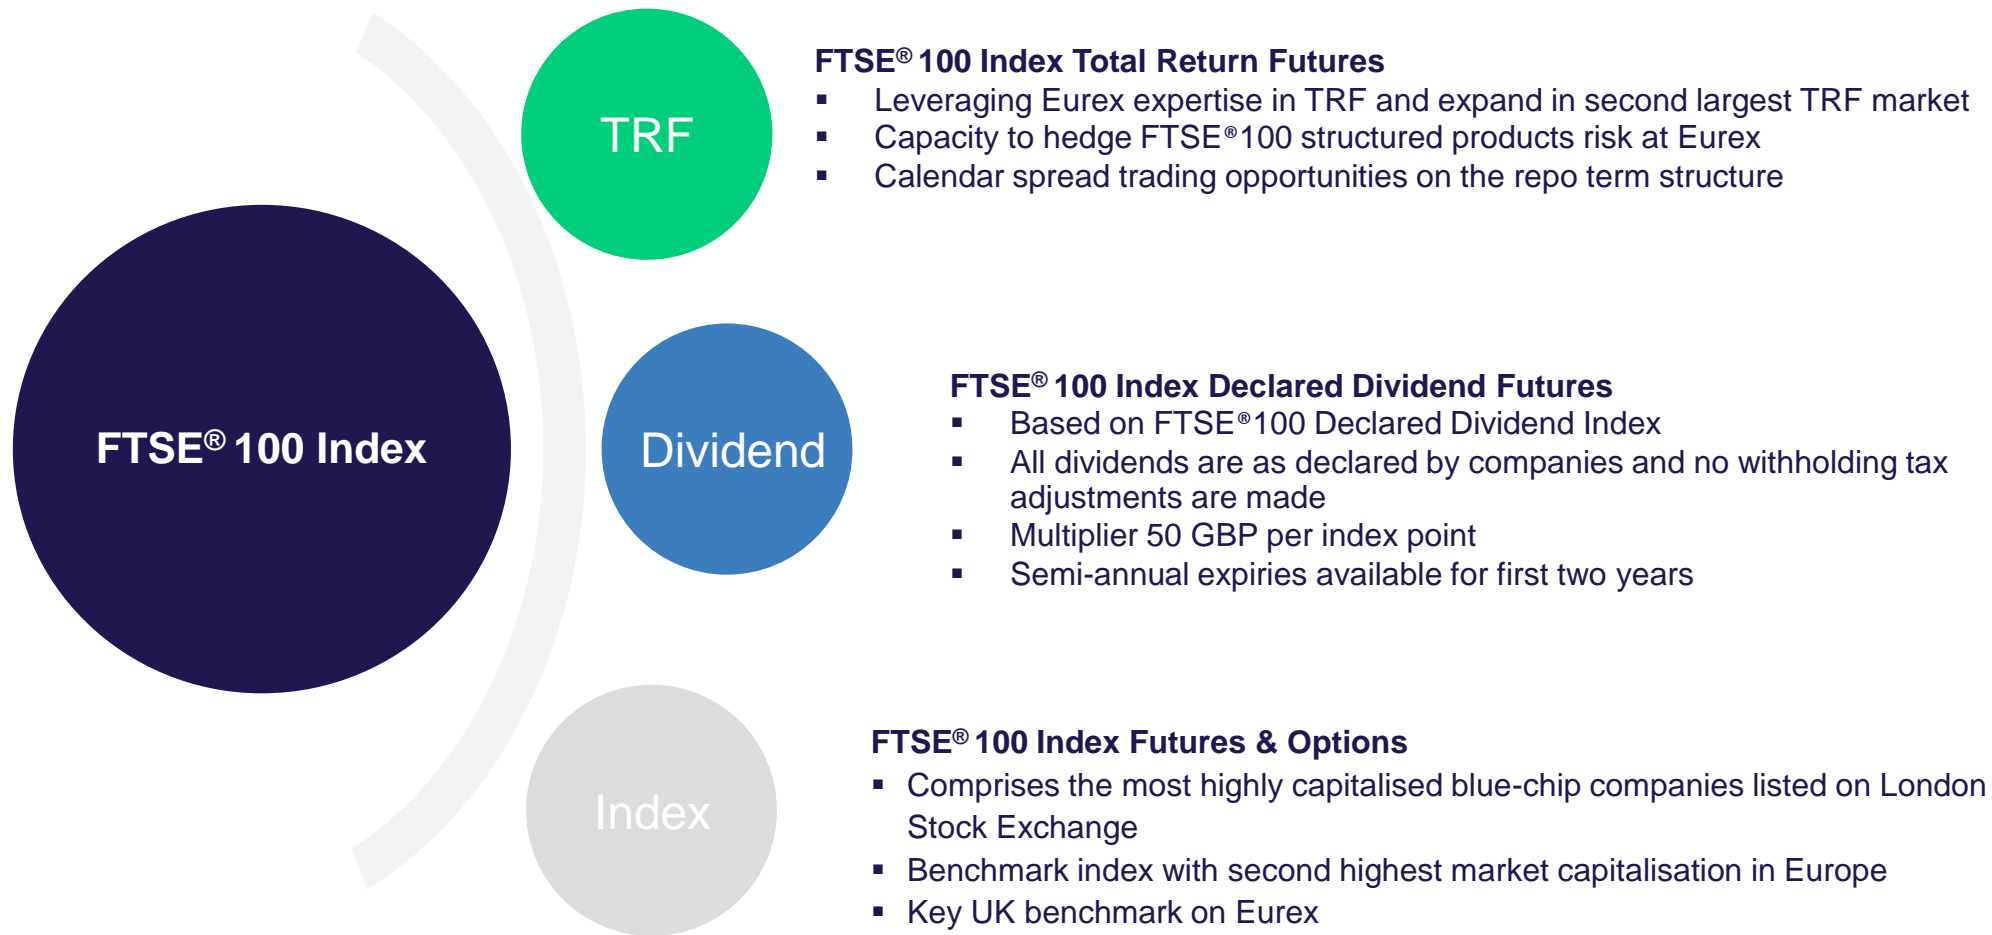 TRF
FTSE® 100 Index Total Return Futures
▪ Leveraging Eurex expertise in TRF and expand in second largest TRF market
▪ Capacity to hedge FTSE®100 structured products risk at Eurex
▪ Calendar spread trading opportunities on the repo term structure
FTSE® 100 Index
Dividend
FTSE® 100 Index Declared Dividend Futures
▪ Based on FTSE®100 Declared Dividend Index
▪ All dividends are as declared by companies and no withholding tax
adjustments are made
▪ Multiplier 50 GBP per index point
▪ Semi-annual expiries available for first two years
Index
FTSE® 100 Index Futures & Options
▪ Comprises the most highly capitalised blue-chip companies listed on London
Stock Exchange
▪ Benchmark index with second highest market capitalisation in Europe
▪ Key UK benchmark on Eurex